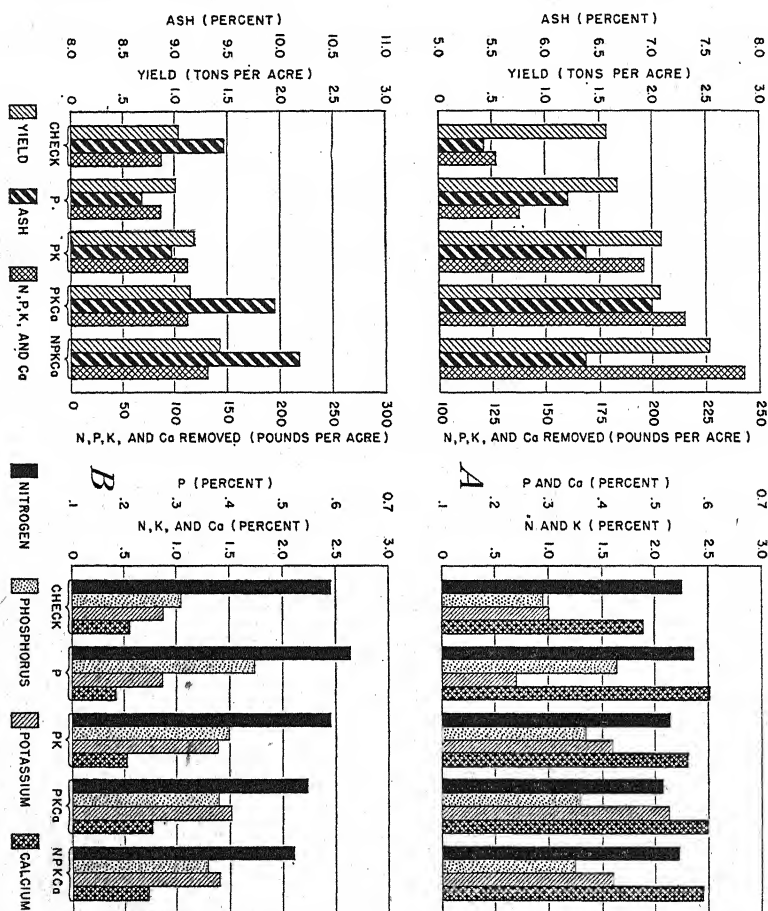 ASH (PERCENT)
8.0 8.5 9.0 9.5 10.0 10.5 11.0
YIELD (TONS PER ACRE)
0 .5 1.0 1.5 2.0 2.5 3.0
CHECK
P
PK
PKCa
NPKCa
0 50 100 150 200 250 300
N,P,K, AND Ca REMOVED (POUNDS PER ACRE)
ASH (PERCENT)
5.0 5.5 6.0 6.5 7.0 7.5 8.0
YIELD (TONS PER ACRE)
0 .5 1.0 1.5 2.0 2.5 3.0
100 125 150 175 200 225 250
N,P,K, AND Ca REMOVED (POUNDS PER ACRE)
YIELD
ASH
N,P,K, AND Ca
B
P (PERCENT)
.1 .2 .3 .4 .5 .6 0.7
N,K, AND Ca (PERCENT)
0 .5 1.0 1.5 2.0 2.5 3.0
CHECK
P
PK
PKCa
NPKCa
A
P AND Ca (PERCENT)
.1 .2 .3 .4 .5 .6 0.7
N AND K (PERCENT)
0 .5 1.0 1.5 2.0 2.5 3.0
NITROGEN
PHOSPHORUS
POTASSIUM
CALCIUM